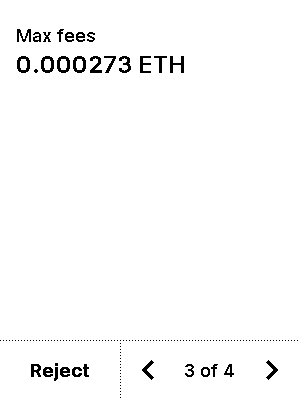 Max fees
0.000273 ETH
Reject
3 of 4